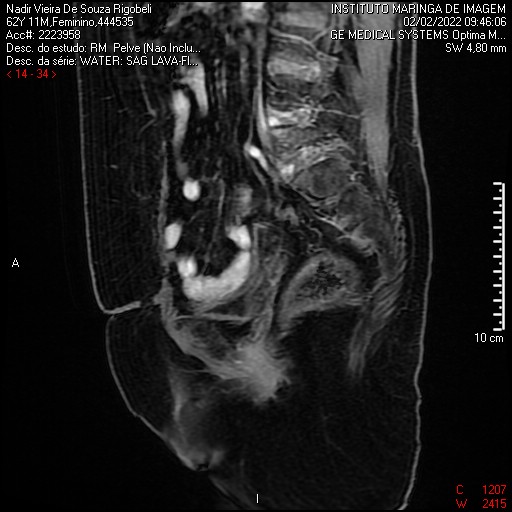 Nadir Vieira De Souza Rigobeli
62Y 11M,Feminino,444535
Acc#: 2223958
Desc. do estudo: RM Pelve (Nao Inclu...
Desc. da série: WATER: SAG LAVA-Fl...
< 14 - 34 >
INSTITUTO MARINGA DE IMAGEM
02/02/2022 09:46:06
GE MEDICAL SYSTEMS Optima M...
SW 4,80 mm
A
10 cm
I
C 1207
W 2415